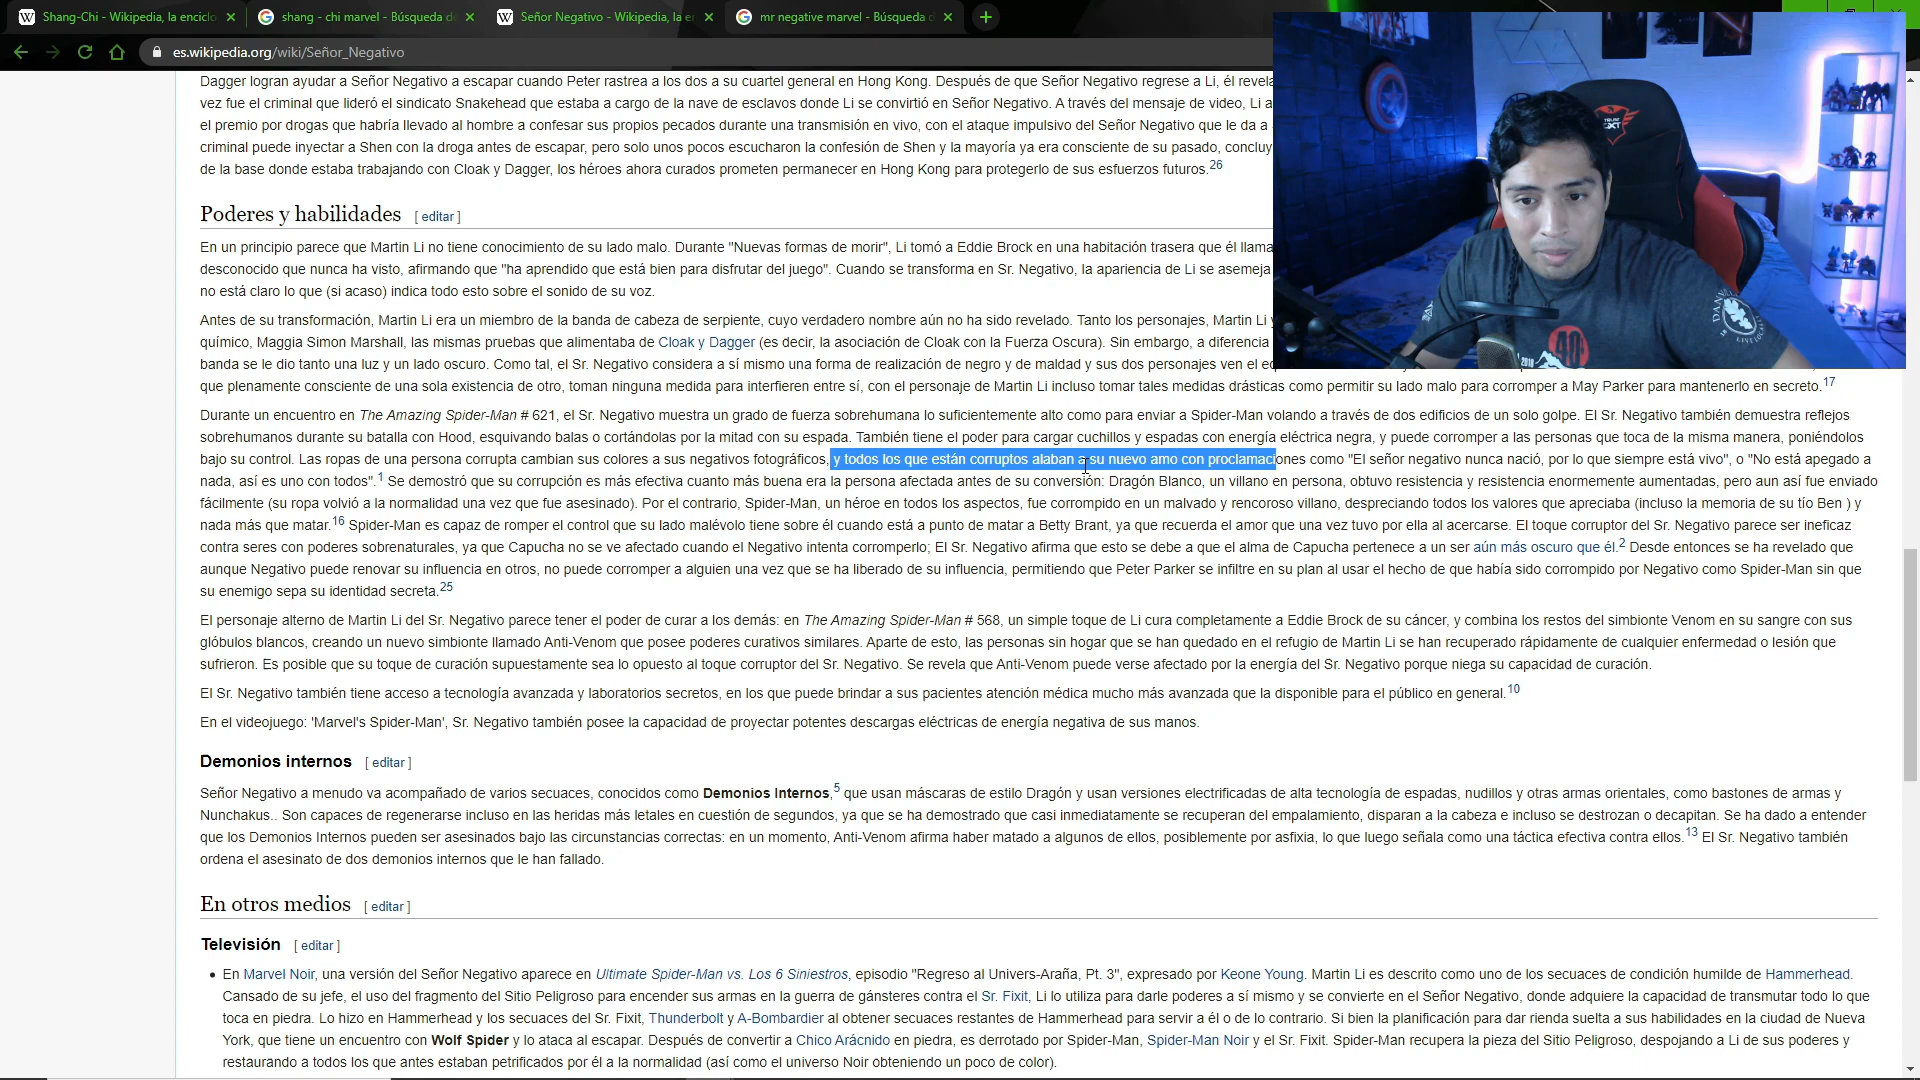 Shang-Chi - Wikipedia, la enciclo
shang - chi marvel - Búsqueda de
Señor Negativo - Wikipedia, la en
mr negative marvel - Búsqueda d
es.wikipedia.org/wiki/Señor_Negativo
Dagger logran ayudar a Señor Negativo a escapar cuando Peter rastrea a los dos a su cuartel general en Hong Kong. Después de que Señor Negativo regrese a Li, él revela
vez fue el criminal que lideró el sindicato Snakehead que estaba a cargo de la nave de esclavos donde Li se convirtió en Señor Negativo. A través del mensaje de video, Li a
el premio por drogas que habría llevado al hombre a confesar sus propios pecados durante una transmisión en vivo, con el ataque impulsivo del Señor Negativo que le da a
criminal puede inyectar a Shen con la droga antes de escapar, pero solo unos pocos escucharon la confesión de Shen y la mayoría ya era consciente de su pasado, concluy
de la base donde estaba trabajando con Cloak y Dagger, los héroes ahora curados prometen permanecer en Hong Kong para protegerlo de sus esfuerzos futuros.26
Poderes y habilidades [ editar ]
En un principio parece que Martin Li no tiene conocimiento de su lado malo. Durante "Nuevas formas de morir", Li tomó a Eddie Brock en una habitación trasera que él llama
desconocido que nunca ha visto, afirmando que "ha aprendido que está bien para disfrutar del juego". Cuando se transforma en Sr. Negativo, la apariencia de Li se asemeja
no está claro lo que (si acaso) indica todo esto sobre el sonido de su voz.
Antes de su transformación, Martin Li era un miembro de la banda de cabeza de serpiente, cuyo verdadero nombre aún no ha sido revelado. Tanto los personajes, Martin Li y
químico, Maggia Simon Marshall, las mismas pruebas que alimentaba de Cloak y Dagger (es decir, la asociación de Cloak con la Fuerza Oscura). Sin embargo, a diferencia
banda se le dio tanto una luz y un lado oscuro. Como tal, el Sr. Negativo considera a sí mismo una forma de realización de negro y de maldad y sus dos personajes ven el
que plenamente consciente de una sola existencia de otro, toman ninguna medida para interfieren entre sí, con el personaje de Martin Li incluso tomar tales medidas drásticas como permitir su lado malo para corromper a May Parker para mantenerlo en secreto.17
Durante un encuentro en The Amazing Spider-Man # 621, el Sr. Negativo muestra un grado de fuerza sobrehumana lo suficientemente alto como para enviar a Spider-Man volando a través de dos edificios de un solo golpe. El Sr. Negativo también demuestra reflejos
sobrehumanos durante su batalla con Hood, esquivando balas o cortándolas por la mitad con su espada. También tiene el poder para cargar cuchillos y espadas con energía eléctrica negra, y puede corromper a las personas que toca de la misma manera, poniéndolos
bajo su control. Las ropas de una persona corrupta cambian sus colores a sus negativos fotográficos, y todos los que están corruptos alaban a su nuevo amo con proclamaciones como "El señor negativo nunca nació, por lo que siempre está vivo", o "No está apegado a
nada, así es uno con todos".1 Se demostró que su corrupción es más efectiva cuanto más buena era la persona afectada antes de su conversión: Dragón Blanco, un villano en persona, obtuvo resistencia y resistencia enormemente aumentadas, pero aun así fue enviado
fácilmente (su ropa volvió a la normalidad una vez que fue asesinado). Por el contrario, Spider-Man, un héroe en todos los aspectos, fue corrompido en un malvado y rencoroso villano, despreciando todos los valores que apreciaba (incluso la memoria de su tío Ben ) y
nada más que matar.16 Spider-Man es capaz de romper el control que su lado malévolo tiene sobre él cuando está a punto de matar a Betty Brant, ya que recuerda el amor que una vez tuvo por ella al acercarse. El toque corruptor del Sr. Negativo parece ser ineficaz
contra seres con poderes sobrenaturales, ya que Capucha no se ve afectado cuando el Negativo intenta corromperlo; El Sr. Negativo afirma que esto se debe a que el alma de Capucha pertenece a un ser aún más oscuro que él.2 Desde entonces se ha revelado que
aunque Negativo puede renovar su influencia en otros, no puede corromper a alguien una vez que se ha liberado de su influencia, permitiendo que Peter Parker se infiltre en su plan al usar el hecho de que había sido corrompido por Negativo como Spider-Man sin que
su enemigo sepa su identidad secreta.25
El personaje alterno de Martin Li del Sr. Negativo parece tener el poder de curar a los demás: en The Amazing Spider-Man # 568, un simple toque de Li cura completamente a Eddie Brock de su cáncer, y combina los restos del simbionte Venom en su sangre con sus
glóbulos blancos, creando un nuevo simbionte llamado Anti-Venom que posee poderes curativos similares. Aparte de esto, las personas sin hogar que se han quedado en el refugio de Martin Li se han recuperado rápidamente de cualquier enfermedad o lesión que
sufrieron. Es posible que su toque de curación supuestamente sea lo opuesto al toque corruptor del Sr. Negativo. Se revela que Anti-Venom puede verse afectado por la energía del Sr. Negativo porque niega su capacidad de curación.
El Sr. Negativo también tiene acceso a tecnología avanzada y laboratorios secretos, en los que puede brindar a sus pacientes atención médica mucho más avanzada que la disponible para el público en general.10
En el videojuego: 'Marvel's Spider-Man', Sr. Negativo también posee la capacidad de proyectar potentes descargas eléctricas de energía negativa de sus manos.
Demonios internos [ editar ]
Señor Negativo a menudo va acompañado de varios secuaces, conocidos como Demonios Internos,5 que usan máscaras de estilo Dragón y usan versiones electrificadas de alta tecnología de espadas, nudillos y otras armas orientales, como bastones de armas y
Nunchakus.. Son capaces de regenerarse incluso en las heridas más letales en cuestión de segundos, ya que se ha demostrado que casi inmediatamente se recuperan del empalamiento, disparan a la cabeza e incluso se destrozan o decapitan. Se ha dado a entender
que los Demonios Internos pueden ser asesinados bajo las circunstancias correctas: en un momento, Anti-Venom afirma haber matado a algunos de ellos, posiblemente por asfixia, lo que luego señala como una táctica efectiva contra ellos.13 El Sr. Negativo también
ordena el asesinato de dos demonios internos que le han fallado.
En otros medios [ editar ]
Televisión [ editar ]
• En Marvel Noir, una versión del Señor Negativo aparece en Ultimate Spider-Man vs. Los 6 Siniestros, episodio "Regreso al Univers-Araña, Pt. 3", expresado por Keone Young. Martin Li es descrito como uno de los secuaces de condición humilde de Hammerhead.
Cansado de su jefe, el uso del fragmento del Sitio Peligroso para encender sus armas en la guerra de gánsteres contra el Sr. Fixit, Li lo utiliza para darle poderes a sí mismo y se convierte en el Señor Negativo, donde adquiere la capacidad de transmutar todo lo que
toca en piedra. Lo hizo en Hammerhead y los secuaces del Sr. Fixit, Thunderbolt y A-Bombardier al obtener secuaces restantes de Hammerhead para servir a él o de lo contrario. Si bien la planificación para dar rienda suelta a sus habilidades en la ciudad de Nueva
York, que tiene un encuentro con Wolf Spider y lo ataca al escapar. Después de convertir a Chico Arácnido en piedra, es derrotado por Spider-Man, Spider-Man Noir y el Sr. Fixit. Spider-Man recupera la pieza del Sitio Peligroso, despojando a Li de sus poderes y
restaurando a todos los que antes estaban petrificados por él a la normalidad (así como el universo Noir obteniendo un poco de color).